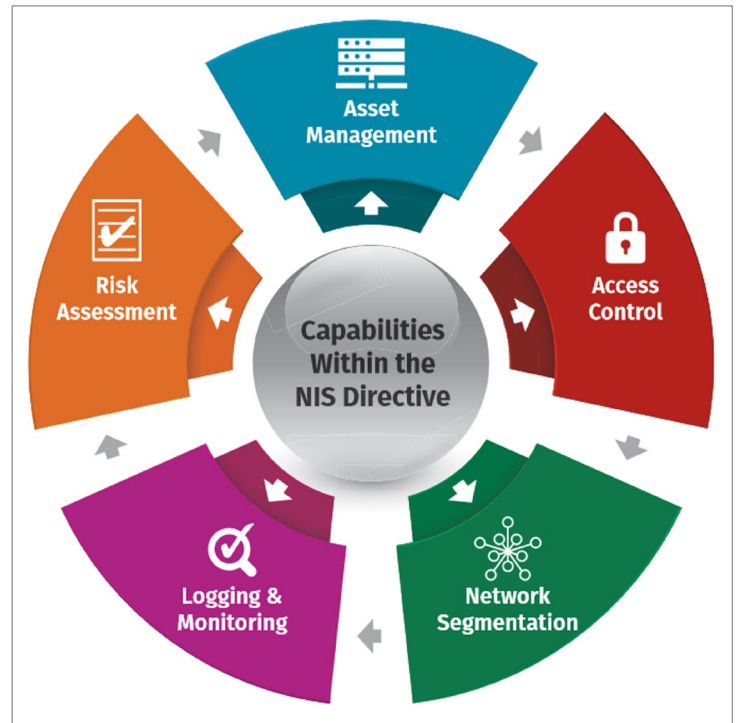 Asset
Management
Access
Control
Network
Segmentation
Logging &
Monitoring
Risk
Assessment
Capabilities
Within the
NIS Directive